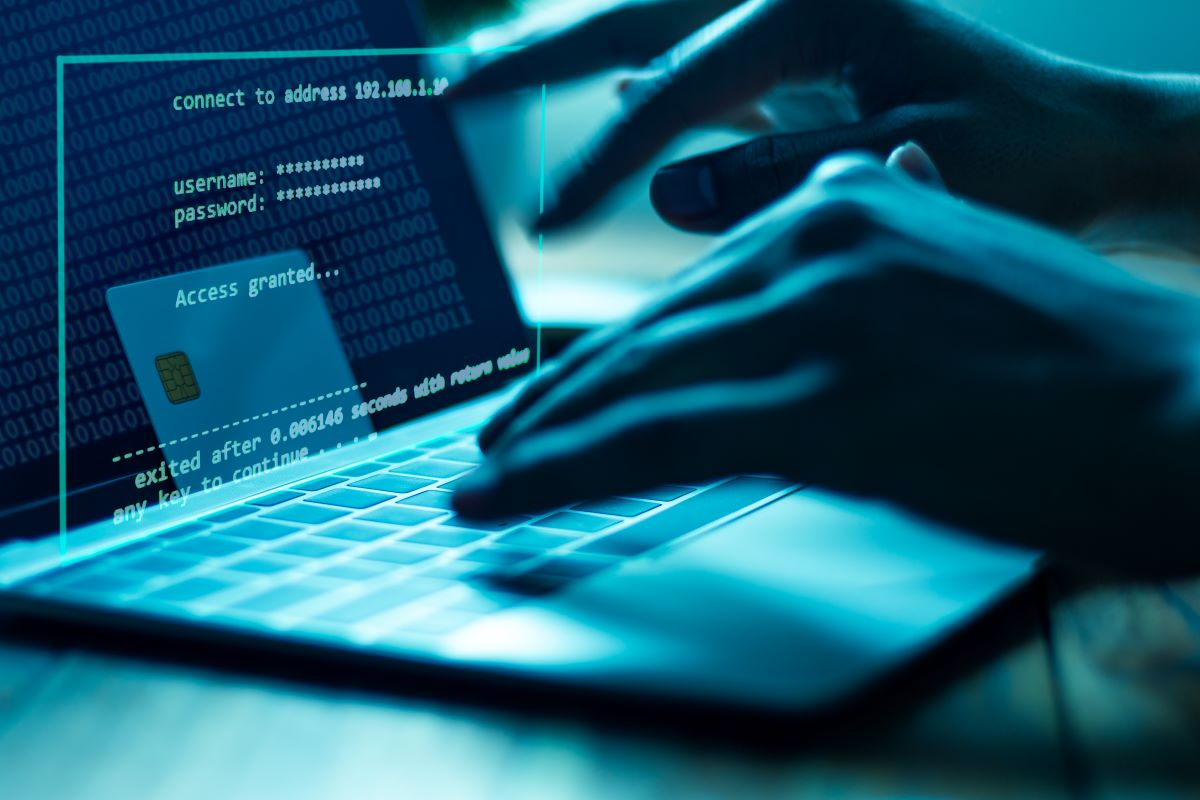 connect to address 192.168.1.10
username: **********
password: ************
Access granted...
exited after 0.006146 seconds with return value
any key to continue . . . .